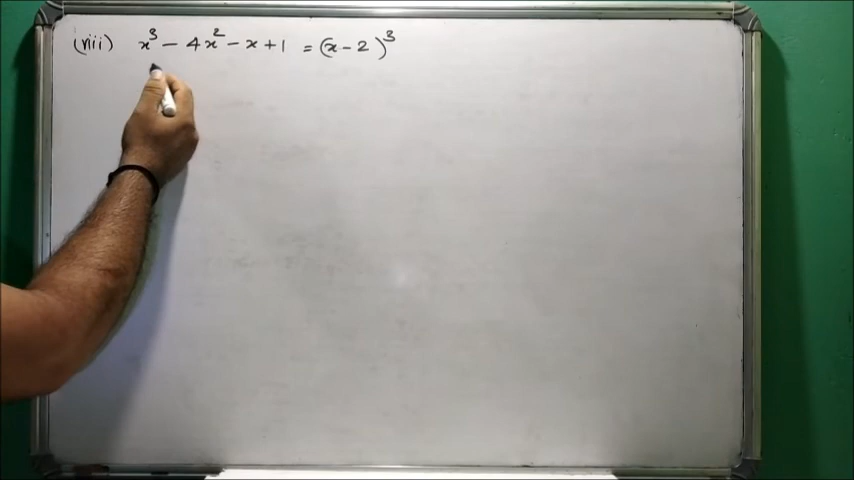 (viii) x³ - 4x² - x + 1 = (x - 2)³